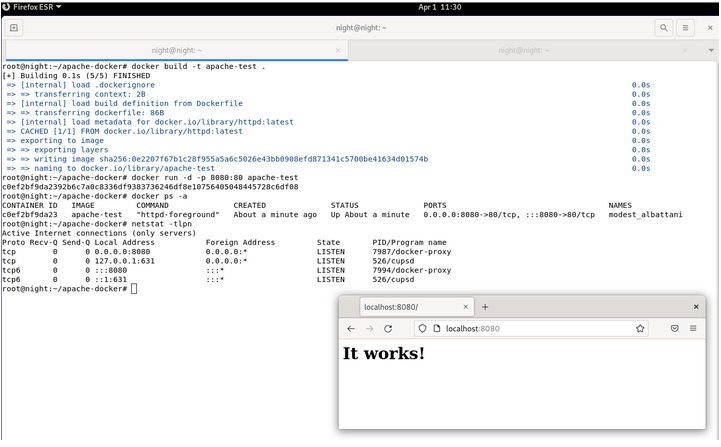 Firefox ESR
Apr 1 11:30
night@night: ~
night@night: ~
night@night: ~
root@night:~/apache-docker# docker build -t apache-test .
[+] Building 0.1s (5/5) FINISHED
=> [internal] load .dockerignore 0.0s
=> => transferring context: 2B 0.0s
=> [internal] load build definition from Dockerfile 0.0s
=> => transferring dockerfile: 86B 0.0s
=> [internal] load metadata for docker.io/library/httpd:latest 0.0s
=> CACHED [1/1] FROM docker.io/library/httpd:latest 0.0s
=> exporting to image 0.0s
=> => exporting layers 0.0s
=> => writing image sha256:0e2207f67b1c28f955a5a6c5026e43bb0908efd871341c5700be41634d01574b 0.0s
=> => naming to docker.io/library/apache-test 0.0s
root@night:~/apache-docker# docker run -d -p 8080:80 apache-test
c0ef2bf9da2392b6c7a0c8336df9383736246df8e1075640504844 5728c6df08
root@night:~/apache-docker# docker ps -a
CONTAINER ID IMAGE COMMAND CREATED STATUS PORTS NAMES
c0ef2bf9da23 apache-test "httpd-foreground" About a minute ago Up About a minute 0.0.0.0:8080->80/tcp, :::8080->80/tcp modest_albattani
root@night:~/apache-docker# netstat -tlpn
Active Internet connections (only servers)
Proto Recv-Q Send-Q Local Address Foreign Address State PID/Program name
tcp 0 0 0.0.0.0:8080 0.0.0.0:* LISTEN 7987/docker-proxy
tcp 0 0 127.0.0.1:631 0.0.0.0:* LISTEN 526/cupsd
tcp6 0 0 :::8080 :::* LISTEN 7994/docker-proxy
tcp6 0 0 ::1:631 :::* LISTEN 526/cupsd
root@night:~/apache-docker#
localhost:8080/
localhost:8080
It works!